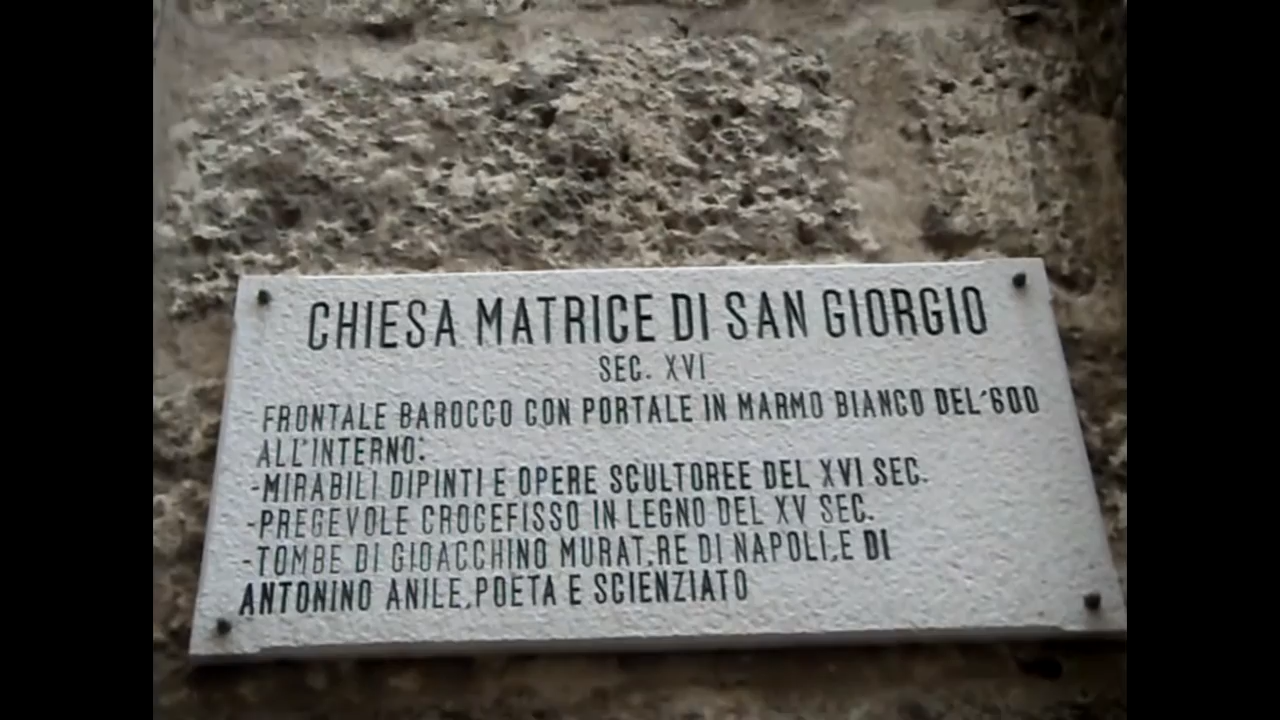 CHIESA MATRICE DI SAN GIORGIO
SEC. XVI
FRONTALE BAROCCO CON PORTALE IN MARMO BIANCO DEL'600
ALL'INTERNO:
-MIRABILI DIPINTI E OPERE SCULTOREE DEL XVI SEC.
-PREGEVOLE CROCEFISSO IN LEGNO DEL XV SEC.
-TOMBE DI GIOACCHINO MURAT,RE DI NAPOLI,E DI
ANTONINO ANILE,POETA E SCIENZIATO